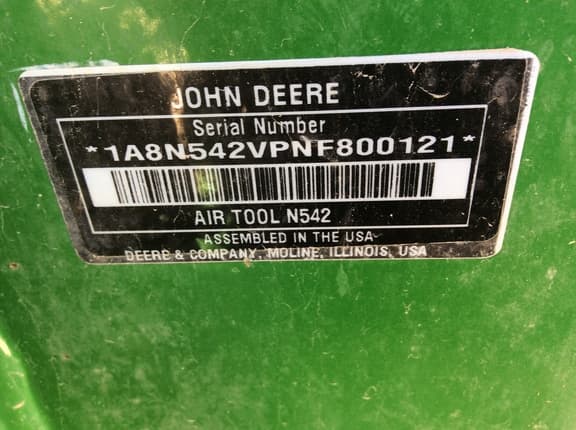 JOHN DEERE
Serial Number
*1A8N542VPNF800121*
AIR TOOL N542
ASSEMBLED IN THE USA
DEERE & COMPANY, MOLINE, ILLINOIS, USA